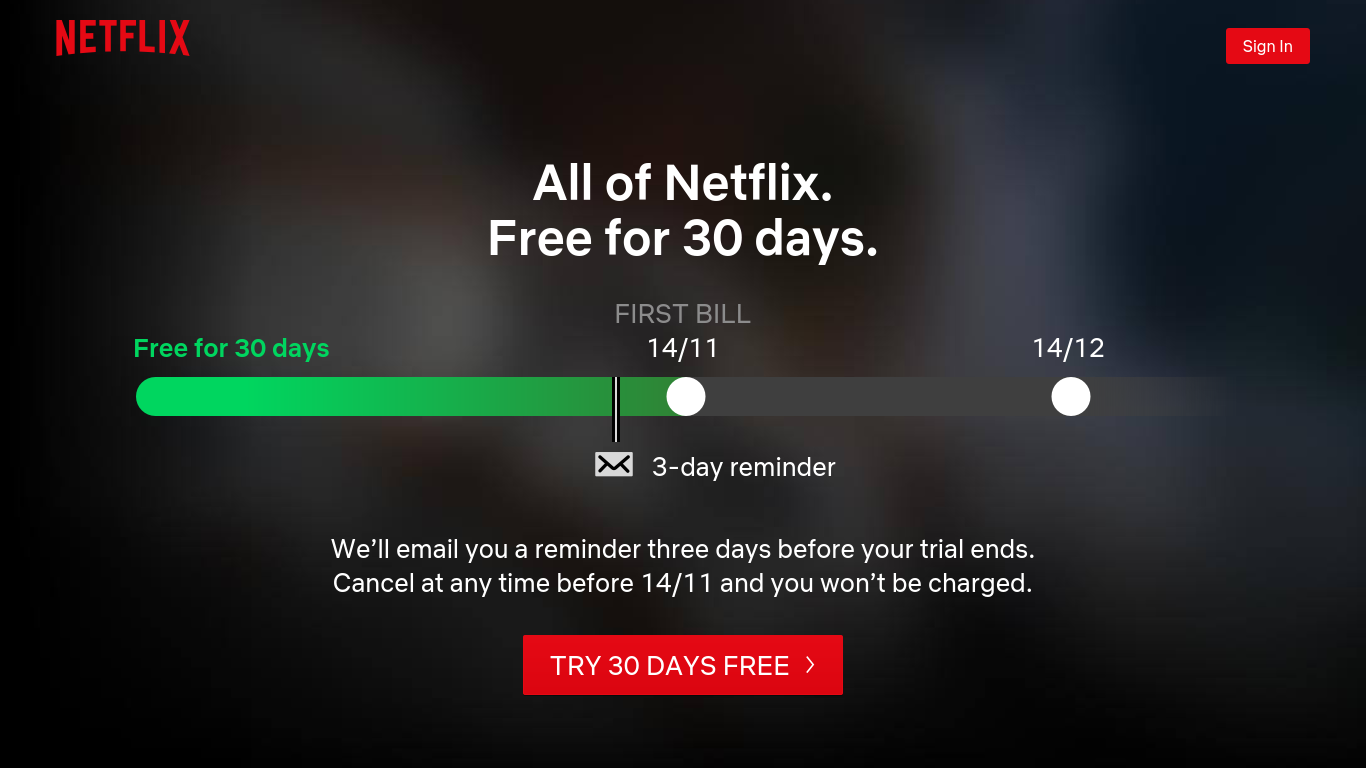 NETFLIX
Sign In
All of Netflix.
Free for 30 days.
FIRST BILL
Free for 30 days
14/11
14/12
3-day reminder
We’ll email you a reminder three days before your trial ends.
Cancel at any time before 14/11 and you won’t be charged.
TRY 30 DAYS FREE